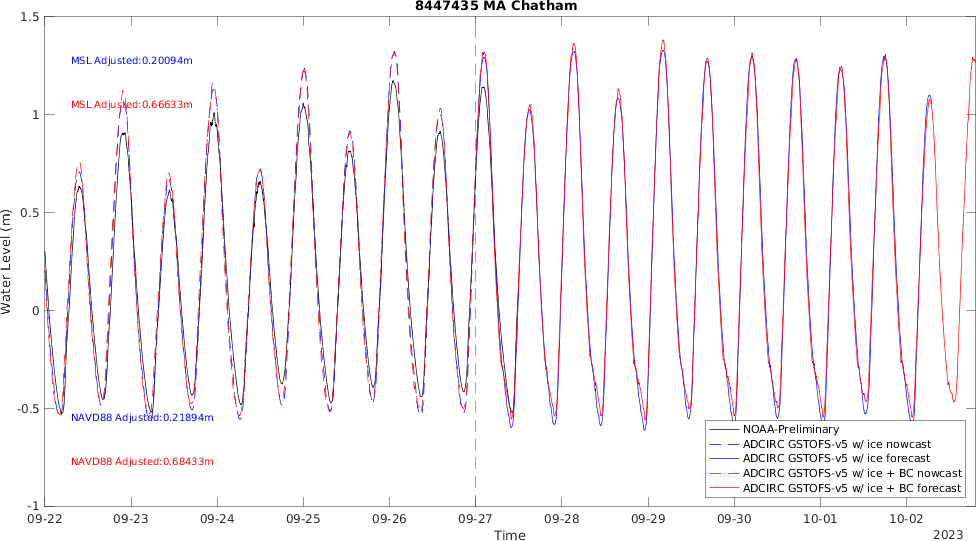 8447435 MA Chatham
1.5
MSL Adjusted:0.20094m
MSL Adjusted:0.66633m
1
0.5
Water Level (m)
0
-0.5
NAVD88 Adjusted:0.21894m
NAVD88 Adjusted:0.68433m
-1
NOAA-Preliminary
ADCIRC GSTOFS-v5 w/ ice nowcast
ADCIRC GSTOFS-v5 w/ ice forecast
ADCIRC GSTOFS-v5 w/ ice + BC nowcast
ADCIRC GSTOFS-v5 w/ ice + BC forecast
09-22 09-23 09-24 09-25 09-26 09-27 09-28 09-29 09-30 10-01 10-02
Time
2023